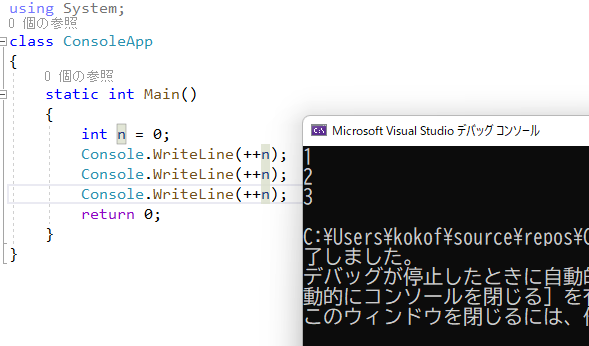 using System;
0 個の参照
class ConsoleApp
{
0 個の参照
static int Main()
{
int n = 0;
Console.WriteLine(++n);
Console.WriteLine(++n);
Console.WriteLine(++n);
return 0;
}
}
Microsoft Visual Studio デバッグ コンソール
1
2
3
C:¥Users¥kokof¥source¥repos¥C
了しました。
デバッグが停止したときに自動的
動的にコンソールを閉じる] を有
このウィンドウを閉じるには、